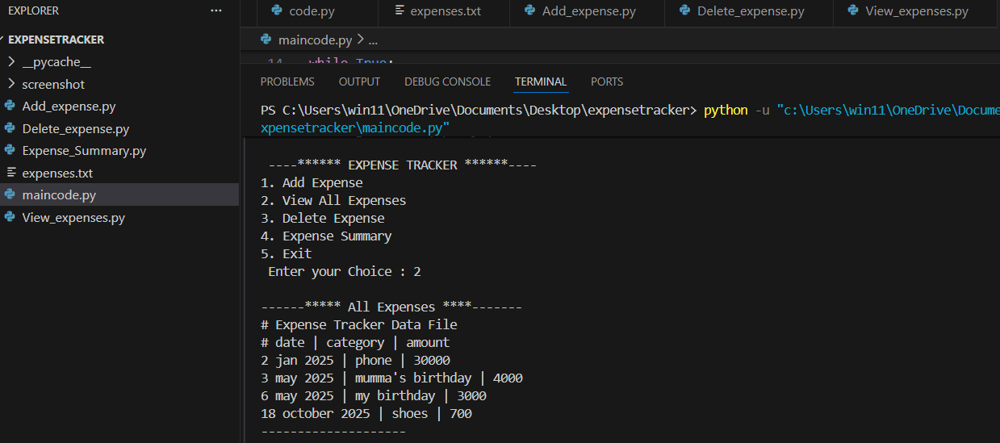 EXPLORER ...
EXPENSETRACKER
__pycache__
screenshot
Add_expense.py
Delete_expense.py
Expense_Summary.py
expenses.txt
maincode.py
View_expenses.py
code.py expenses.txt Add_expense.py Delete_expense.py View_expenses.py
maincode.py > ...
14 while True:
PROBLEMS OUTPUT DEBUG CONSOLE TERMINAL PORTS
PS C:\Users\win11\OneDrive\Documents\Desktop\expensetracker> python -u "c:\Users\win11\OneDrive\Docume
xpensetracker\maincode.py"
----****** EXPENSE TRACKER ******----
1. Add Expense
2. View All Expenses
3. Delete Expense
4. Expense Summary
5. Exit
Enter your Choice : 2
------***** All Expenses ****-------
# Expense Tracker Data File
# date | category | amount
2 jan 2025 | phone | 30000
3 may 2025 | mumma's birthday | 4000
6 may 2025 | my birthday | 3000
18 october 2025 | shoes | 700
--------------------